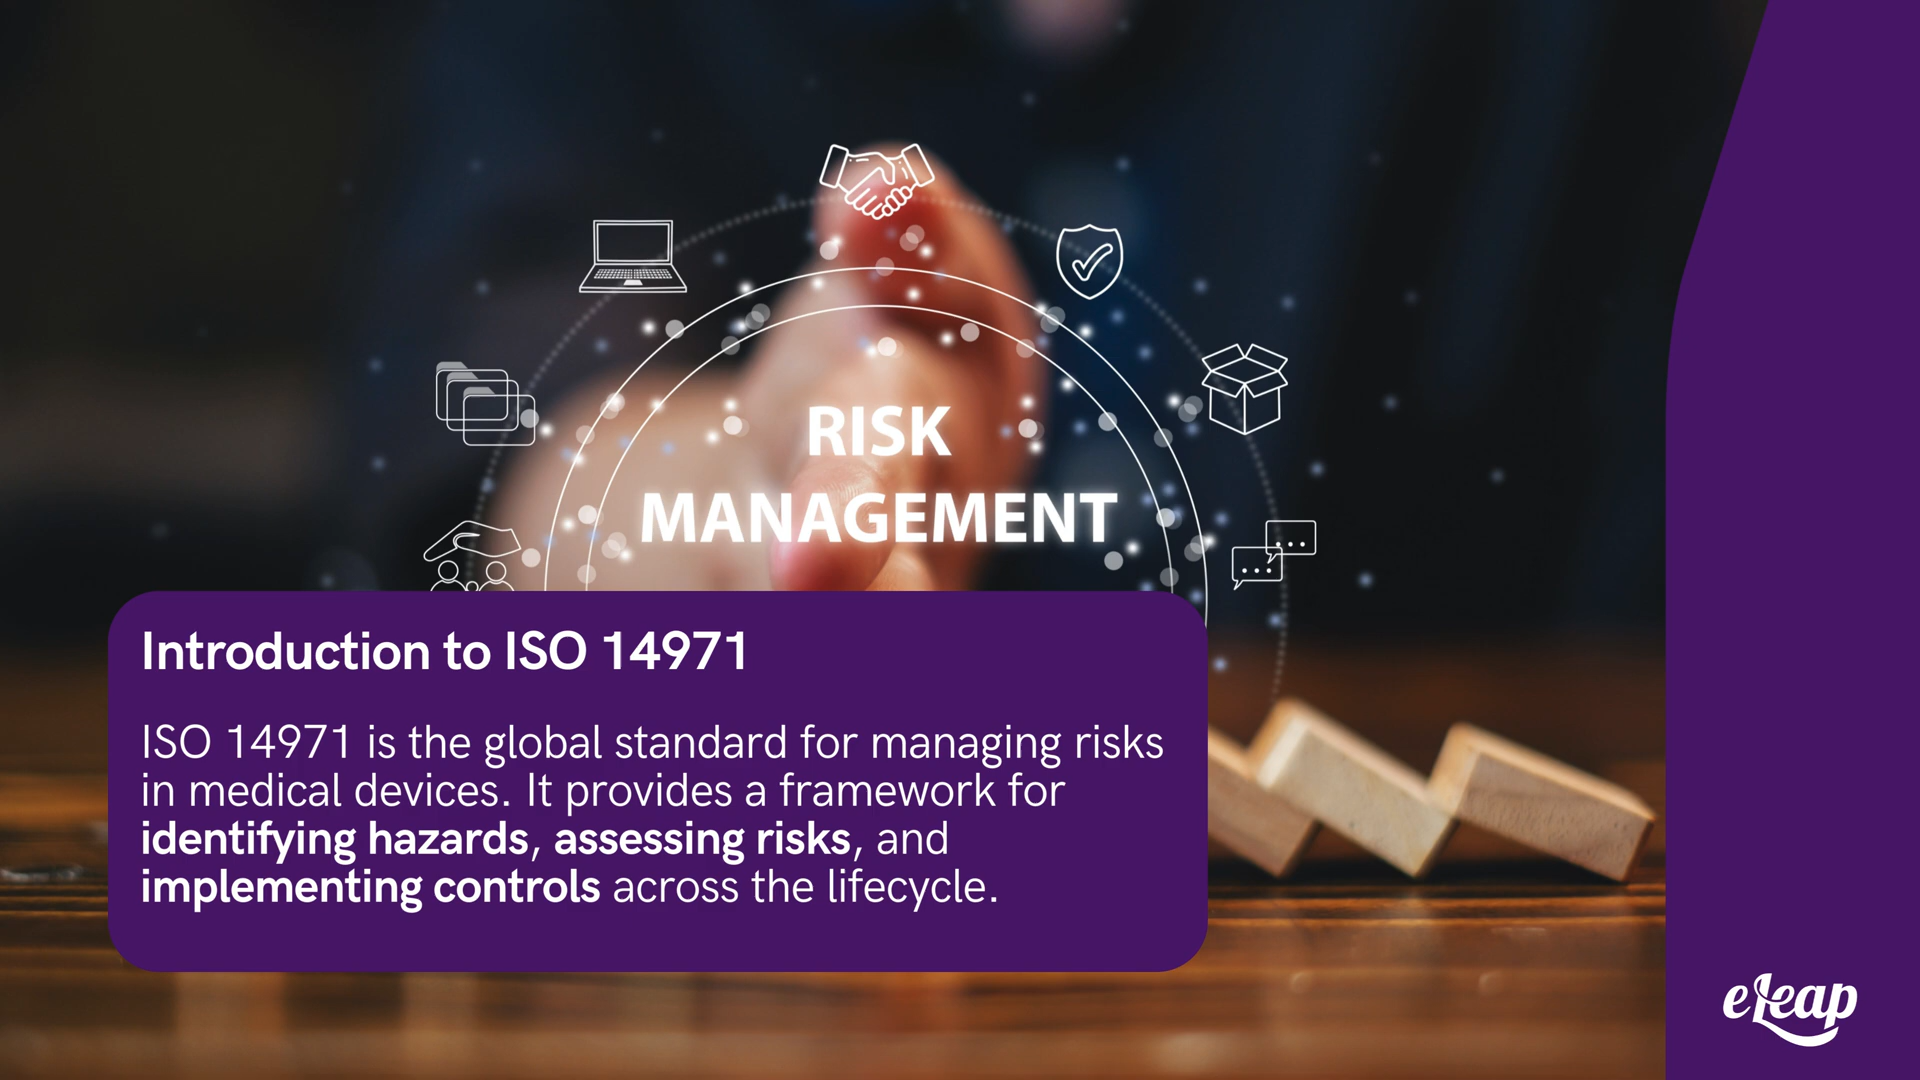 RISK
MANAGEMENT
Introduction to ISO 14971
ISO 14971 is the global standard for managing risks
in medical devices. It provides a framework for
identifying hazards, assessing risks, and
implementing controls across the lifecycle.
eLeap